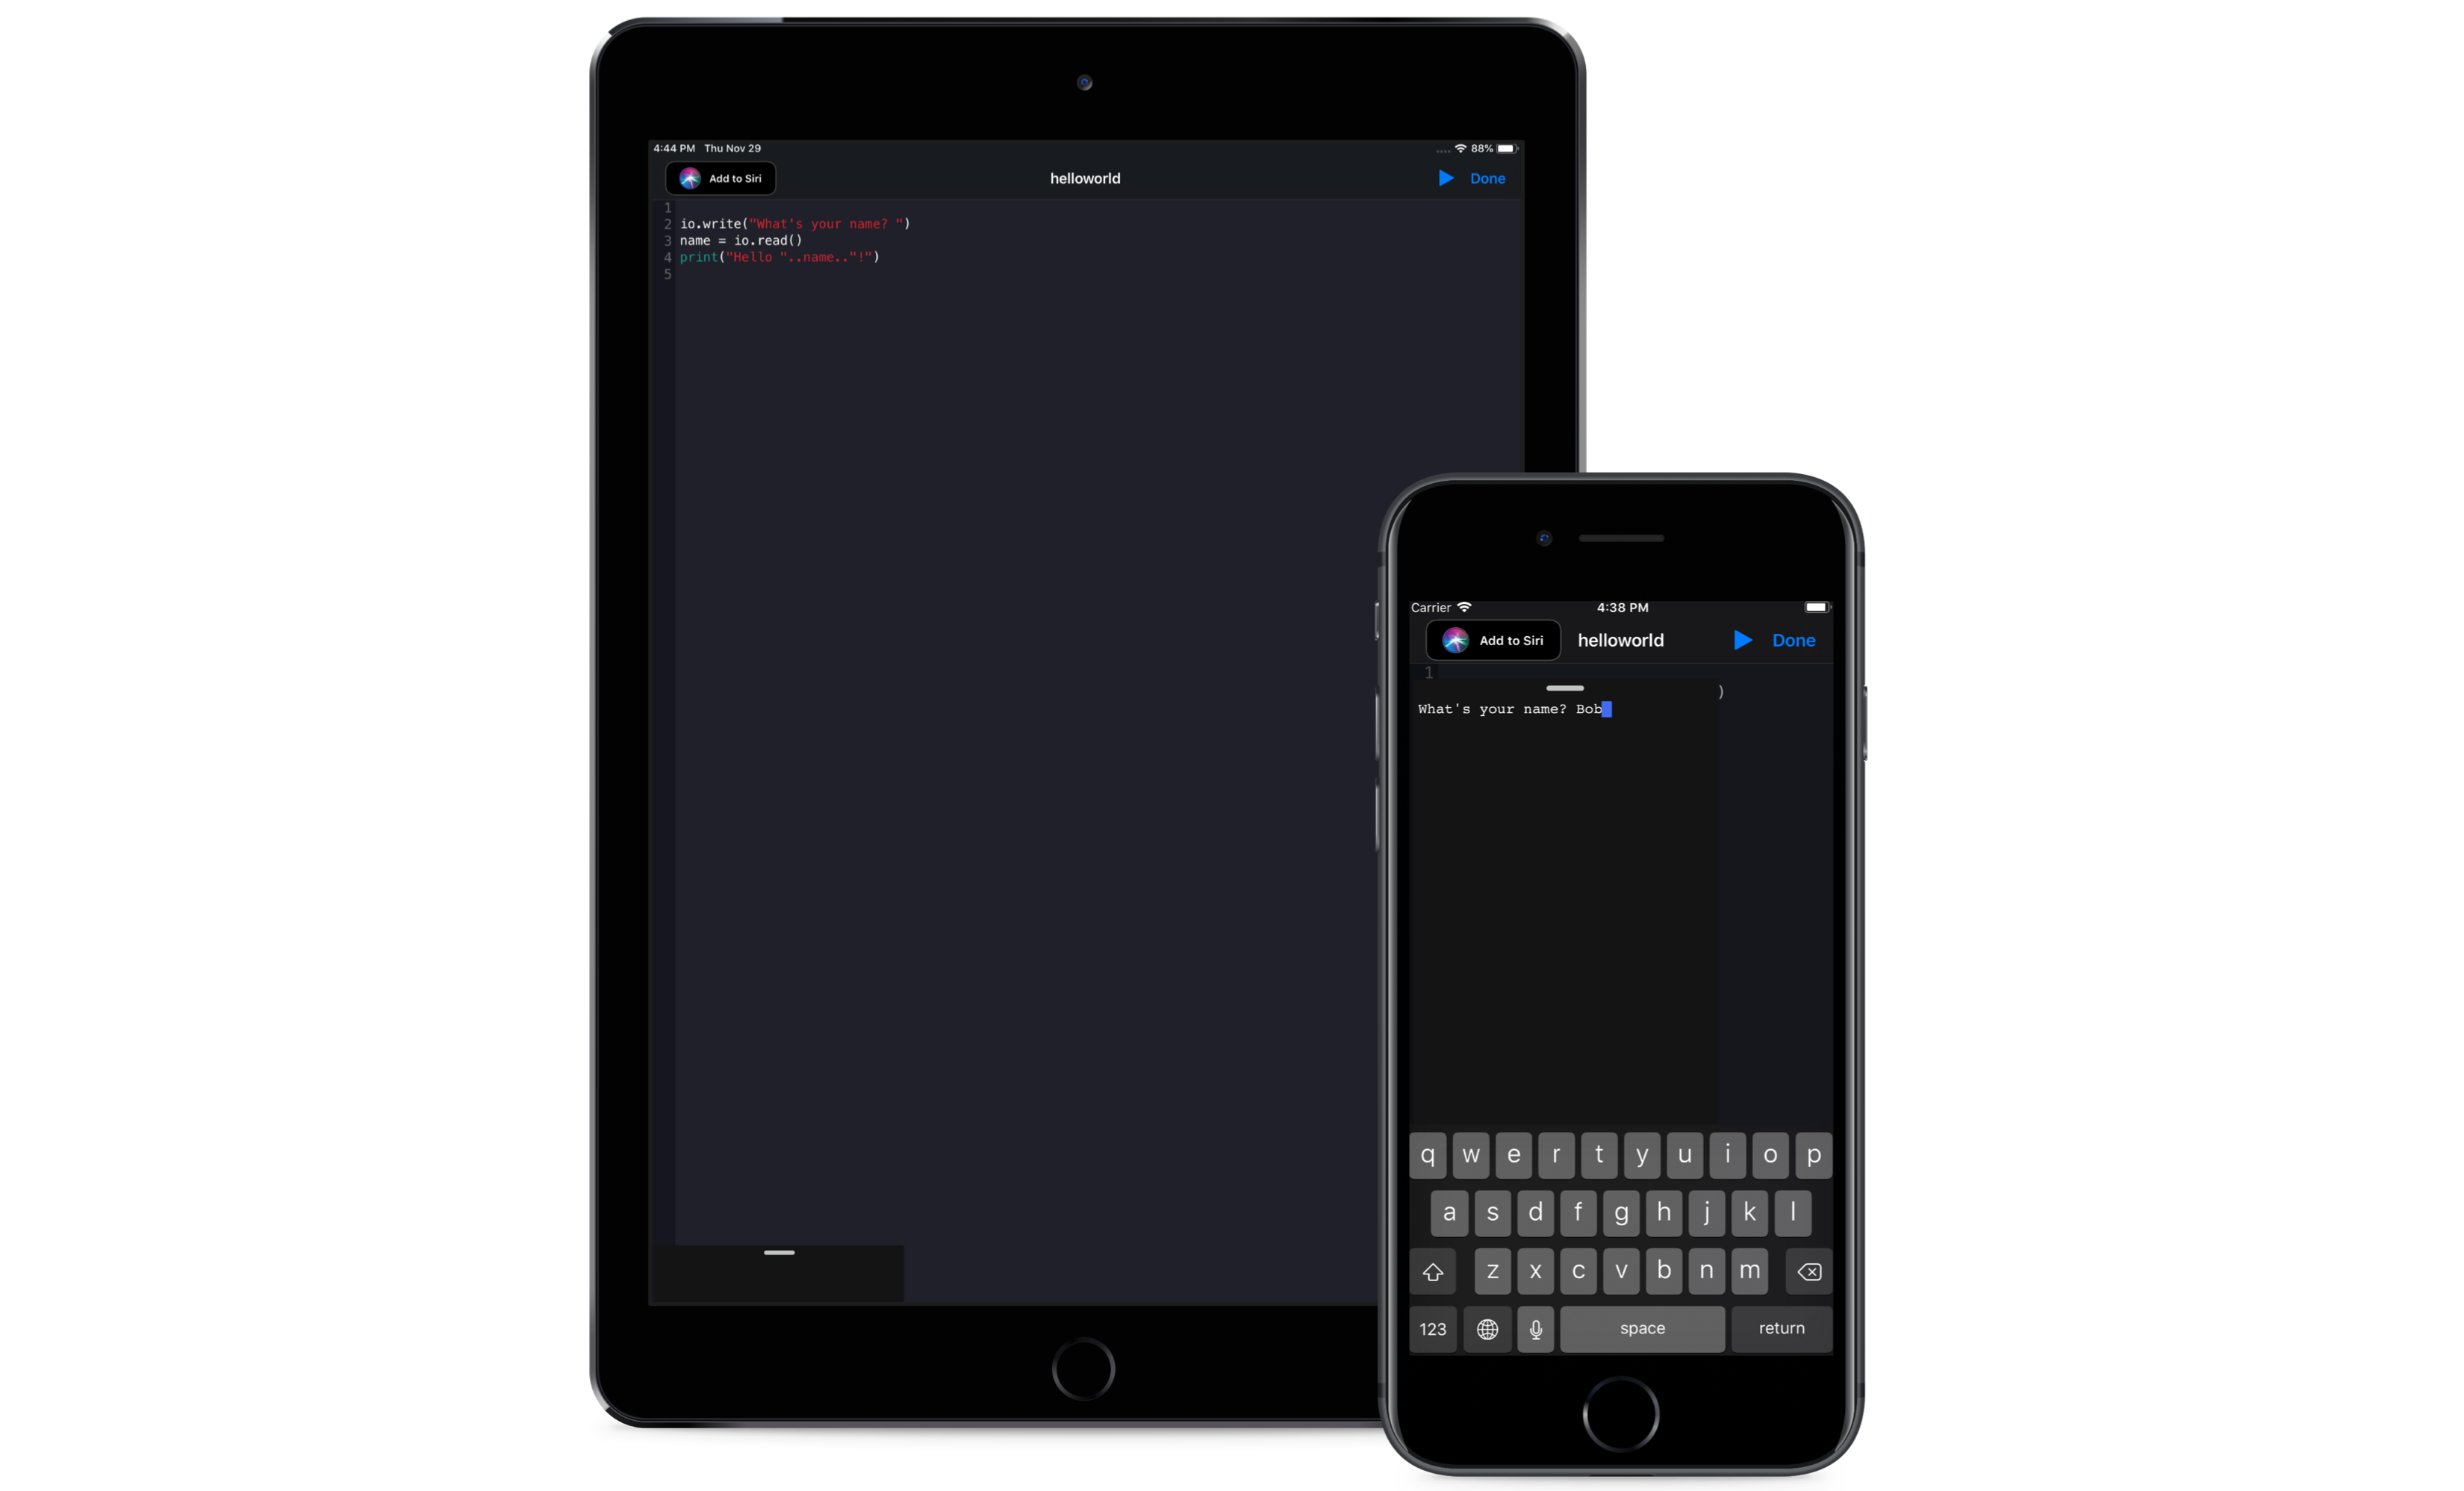 4:44 PM Thu Nov 29 88%
Add to Siri helloworld Done
1
2 io.write("What's your name? ")
3 name = io.read()
4 print("Hello "..name.."!")
5
Carrier 4:38 PM
Add to Siri helloworld Done
1
)
What's your name? Bob
q w e r t y u i o p
a s d f g h j k l
z x c v b n m
123 space return